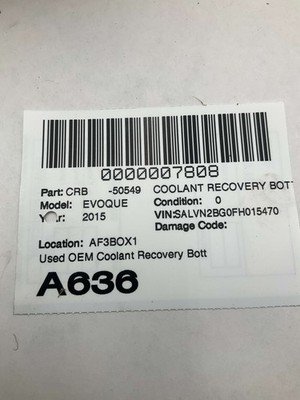 0000007808
Part: CRB -50549 COOLANT RECOVERY BOTT
Model: EVOQUE Condition: 0
Year: 2015 VIN:SALVN2BG0FH015470
Damage Code:
Location: AF3BOX1
Used OEM Coolant Recovery Bott
A636